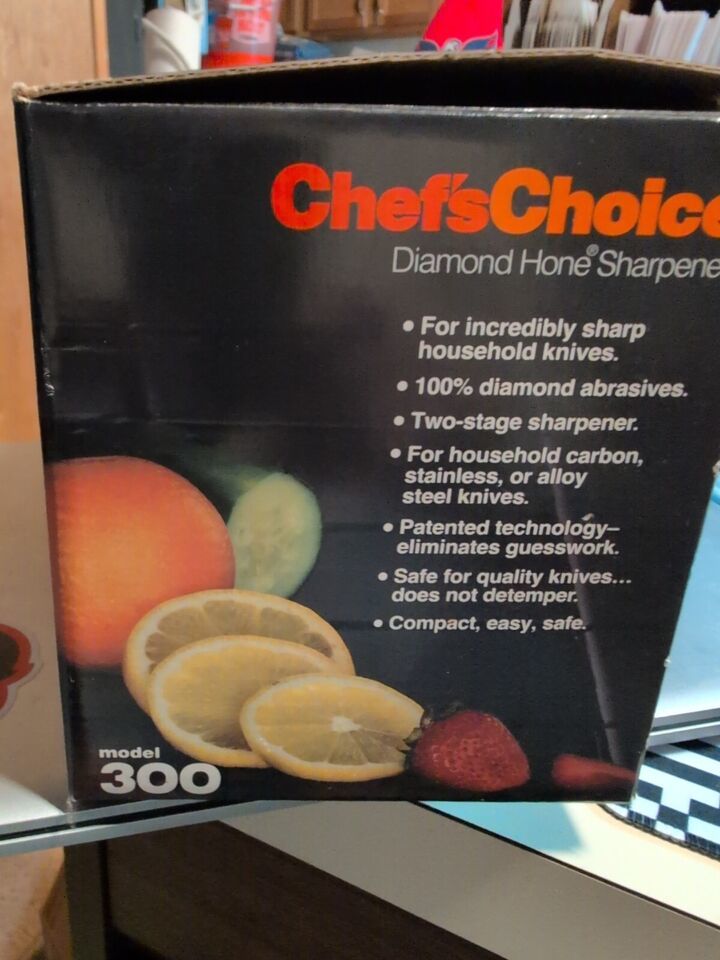 Chef'sChoice
Diamond Hone® Sharpene
• For incredibly sharp
household knives.
• 100% diamond abrasives.
• Two-stage sharpener.
• For household carbon,
stainless, or alloy
steel knives.
• Patented technology–
eliminates guesswork.
• Safe for quality knives...
does not detemper.
• Compact, easy, safe.
model
300